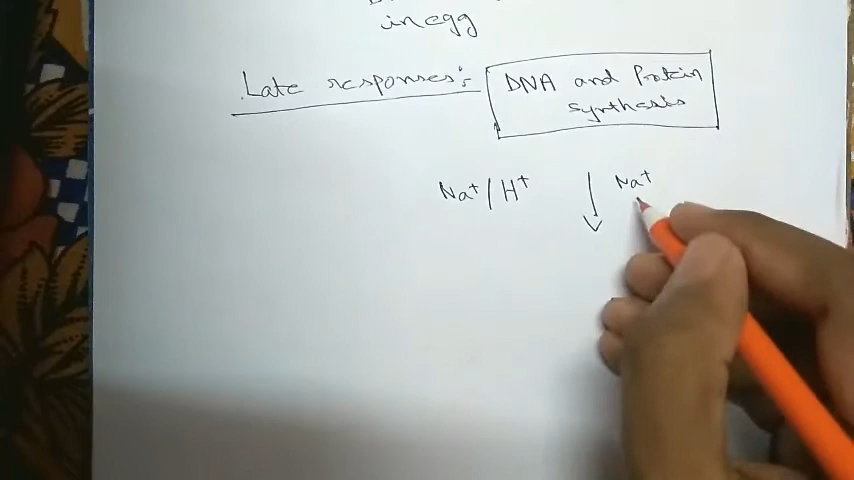 in egg
Late responses:
DNA and Protein
synthesis
Na+/H+ ↓ Na+